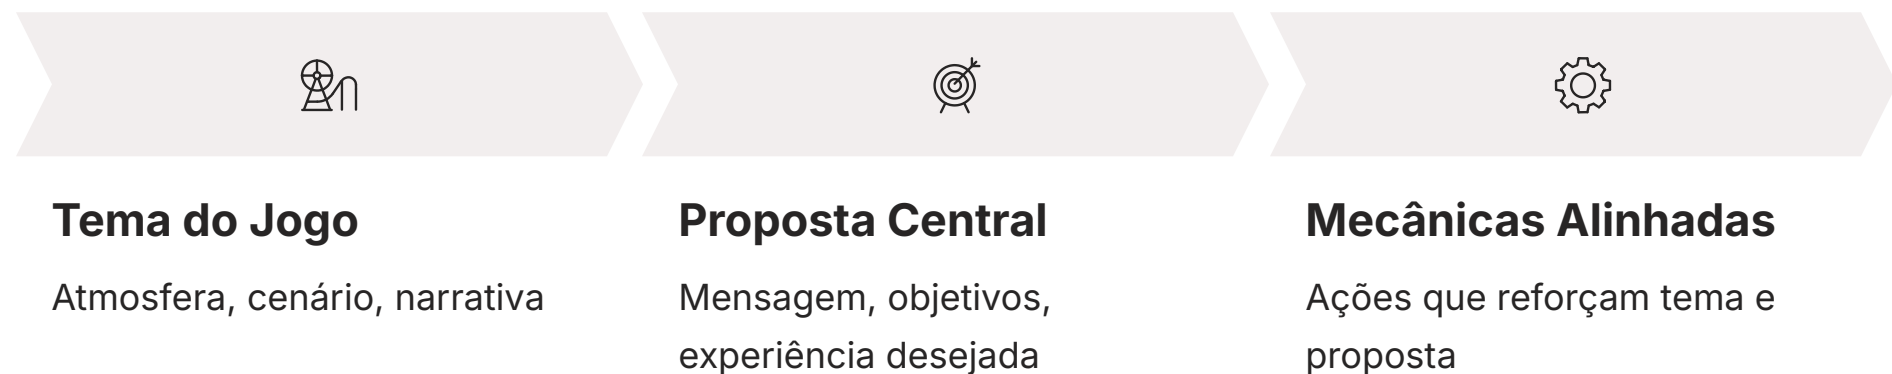 Tema do Jogo
Atmosfera, cenário, narrativa
Proposta Central
Mensagem, objetivos,
experiência desejada
Mecânicas Alinhadas
Ações que reforçam tema e
proposta